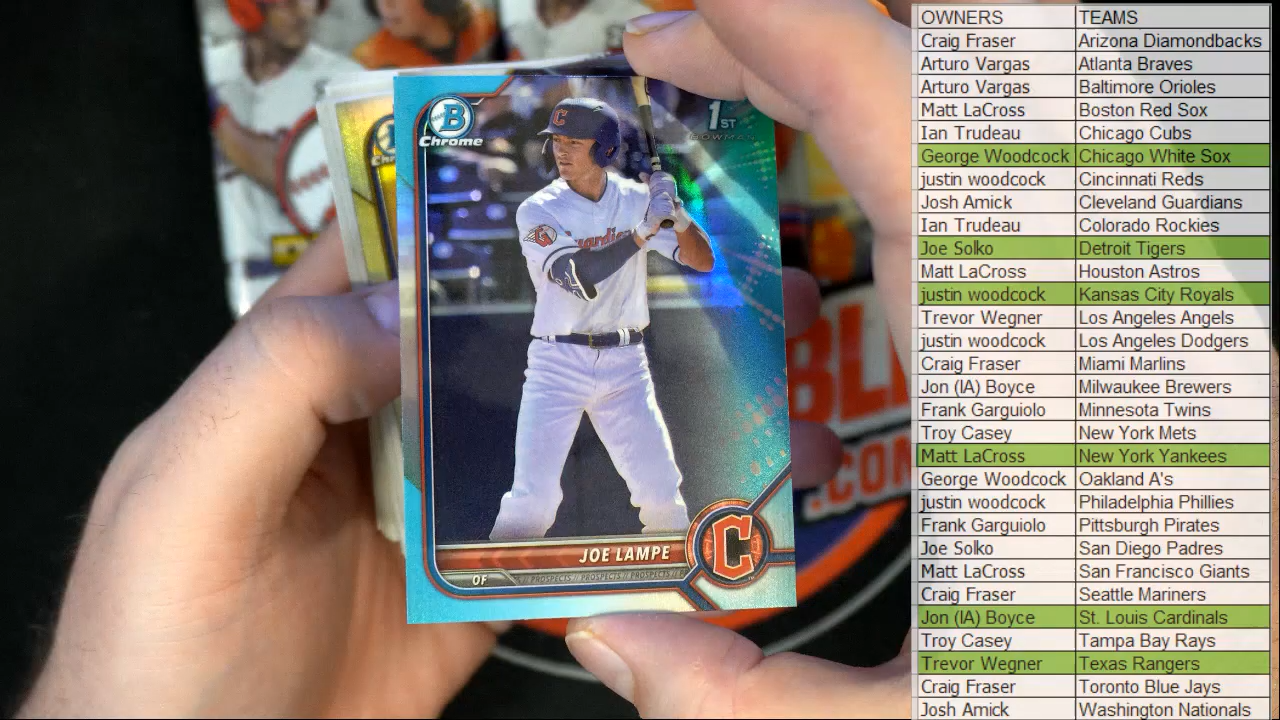 B
Chrome
1ST
BOWMAN
C
C
JOE LAMPE
OF
PROSPECTS // PROSPECTS // PROSPECTS
BL
.COM
OWNERS TEAMS
Craig Fraser Arizona Diamondbacks
Arturo Vargas Atlanta Braves
Arturo Vargas Baltimore Orioles
Matt LaCross Boston Red Sox
Ian Trudeau Chicago Cubs
George Woodcock Chicago White Sox
justin woodcock Cincinnati Reds
Josh Amick Cleveland Guardians
Ian Trudeau Colorado Rockies
Joe Solko Detroit Tigers
Matt LaCross Houston Astros
justin woodcock Kansas City Royals
Trevor Wegner Los Angeles Angels
justin woodcock Los Angeles Dodgers
Craig Fraser Miami Marlins
Jon (IA) Boyce Milwaukee Brewers
Frank Garguiolo Minnesota Twins
Troy Casey New York Mets
Matt LaCross New York Yankees
George Woodcock Oakland A's
justin woodcock Philadelphia Phillies
Frank Garguiolo Pittsburgh Pirates
Joe Solko San Diego Padres
Matt LaCross San Francisco Giants
Craig Fraser Seattle Mariners
Jon (IA) Boyce St. Louis Cardinals
Troy Casey Tampa Bay Rays
Trevor Wegner Texas Rangers
Craig Fraser Toronto Blue Jays
Josh Amick Washington Nationals